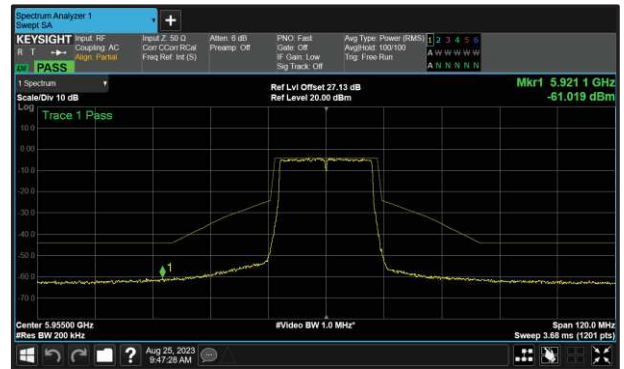 Spectrum Analyzer 1
Swept SA
+
KEYSIGHT Input: RF Input Z: 50 Ω Atten: 6 dB PNO: Fast Avg Type: Power (RMS) 1 2 3 4 5 6
R T Coupling: AC Corr CCorr RCal Preamp: Off Gate: Off Avg|Hold: 100/100 A W W W W W
Align: Partial Freq Ref: Int (S) IF Gain: Low Trig: Free Run
PASS Sig Track: Off A N N N N N
1 Spectrum Ref Lvl Offset 27.13 dB Mkr1 5.921 1 GHz
Scale/Div 10 dB Ref Level 20.00 dBm -61.019 dBm
Log
Trace 1 Pass
10.0
0.00
-10.0
-20.0
-30.0
-40.0
-50.0
1
-60.0
-70.0
Center 5.95500 GHz #Video BW 1.0 MHz* Span 120.0 MHz
#Res BW 200 kHz Sweep 3.68 ms (1201 pts)
? Aug 25, 2023
9:47:28 AM